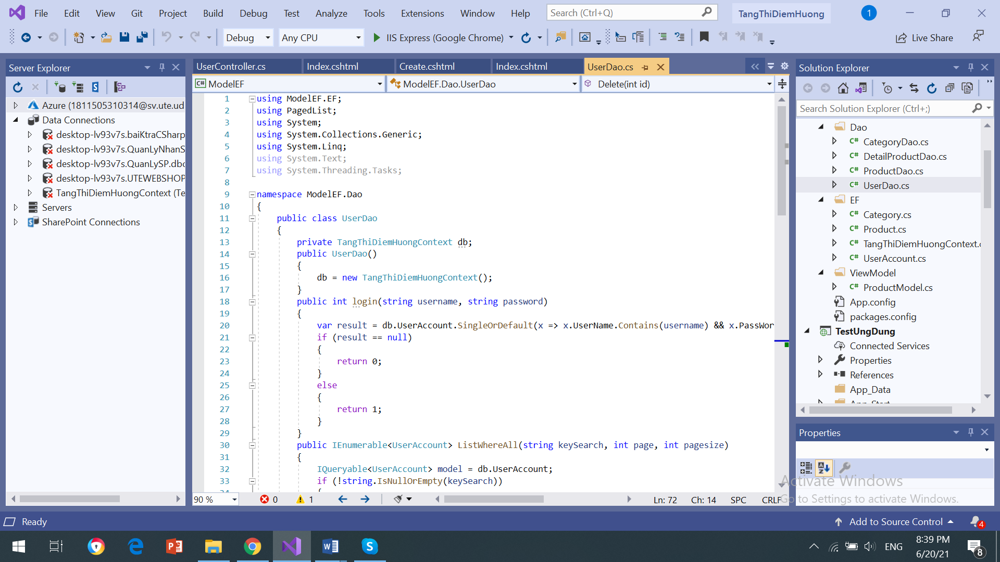 File Edit View Git Project Build Debug Test Analyze Tools Extensions Window Help Search (Ctrl+Q) TangThiDiemHuong 1
Debug Any CPU IIS Express (Google Chrome) Live Share
Server Explorer
Azure (1811505310314@sv.ute.ud
Data Connections
desktop-lv93v7s.baiKtraCSharp
desktop-lv93v7s.QuanLyNhanS
desktop-lv93v7s.QuanLySP.dbo
desktop-lv93v7s.UTEWEBSHOP
TangThiDiemHuongContext (Te
Servers
SharePoint Connections
UserController.cs Index.cshtml Create.cshtml Index.cshtml UserDao.cs
ModelEF ModelEF.Dao.UserDao Delete(int id)
1 using ModelEF.EF;
2 using PagedList;
3 using System;
4 using System.Collections.Generic;
5 using System.Linq;
6 using System.Text;
7 using System.Threading.Tasks;
8
9 namespace ModelEF.Dao
10 {
11 public class UserDao
12 {
13 private TangThiDiemHuongContext db;
14 public UserDao()
15 {
16 db = new TangThiDiemHuongContext();
17 }
18 public int login(string username, string password)
19 {
20 var result = db.UserAccount.SingleOrDefault(x => x.UserName.Contains(username) && x.PassWor
21 if (result == null)
22 {
23 return 0;
24 }
25 else
26 {
27 return 1;
28 }
29 }
30 public IEnumerable<UserAccount> ListWhereAll(string keySearch, int page, int pagesize)
31 {
32 IQueryable<UserAccount> model = db.UserAccount;
33 if (!string.IsNullOrEmpty(keySearch))
90 % 0 1 Ln: 72 Ch: 14 SPC CRLF
Solution Explorer
Search Solution Explorer (Ctrl+;)
Dao
C# CategoryDao.cs
C# DetailProductDao.cs
C# ProductDao.cs
C# UserDao.cs
EF
C# Category.cs
C# Product.cs
C# TangThiDiemHuongContext.c
C# UserAccount.cs
ViewModel
C# ProductModel.cs
App.config
packages.config
TestUngDung
Connected Services
Properties
References
App_Data
App_Start
Properties
Activate Windows
Go to Settings to activate Windows.
Ready Add to Source Control 4
ENG 8:39 PM
6/20/21 8